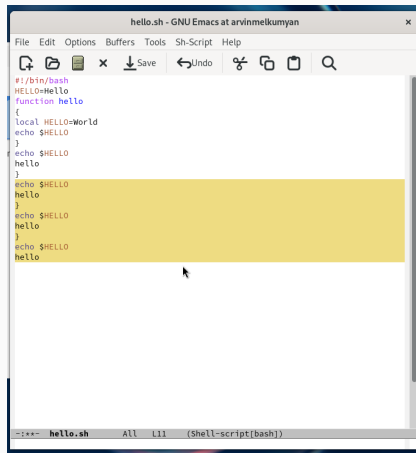 hello.sh - GNU Emacs at arvinmelkumyan
File Edit Options Buffers Tools Sh-Script Help
Save Undo
#!/bin/bash
HELLO=Hello
function hello
{
local HELLO=World
echo $HELLO
}
echo $HELLO
hello
}
echo $HELLO
hello
}
echo $HELLO
hello
}
echo $HELLO
hello
-:**- hello.sh All L11 (Shell-script[bash])